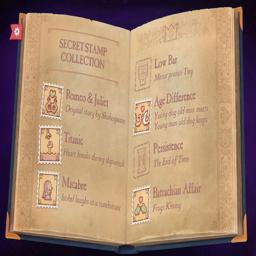 SECRET STAMP
COLLECTION
Romeo & Juliet
Original story by Shakespeare
Titanic
Heart breaks during shipwreck
Macabre
laughs at a tombstone
Low Bar
Mirror praises Tiny
Age Difference
Young dog old man meets
Young man old dog keeps
Persistence
The End of Time
Batrachian Affair
Frogs Kissing